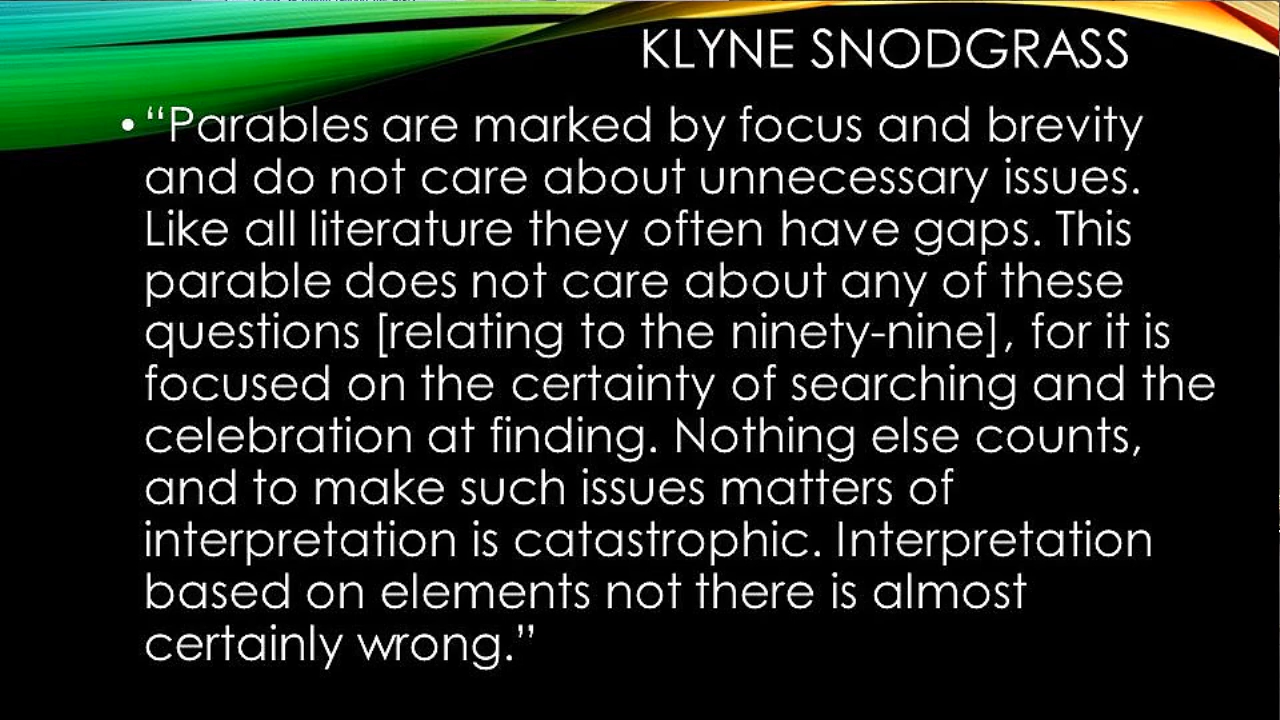 KLYNE SNODGRASS
• “Parables are marked by focus and brevity
and do not care about unnecessary issues.
Like all literature they often have gaps. This
parable does not care about any of these
questions [relating to the ninety-nine], for it is
focused on the certainty of searching and the
celebration at finding. Nothing else counts,
and to make such issues matters of
interpretation is catastrophic. Interpretation
based on elements not there is almost
certainly wrong.”